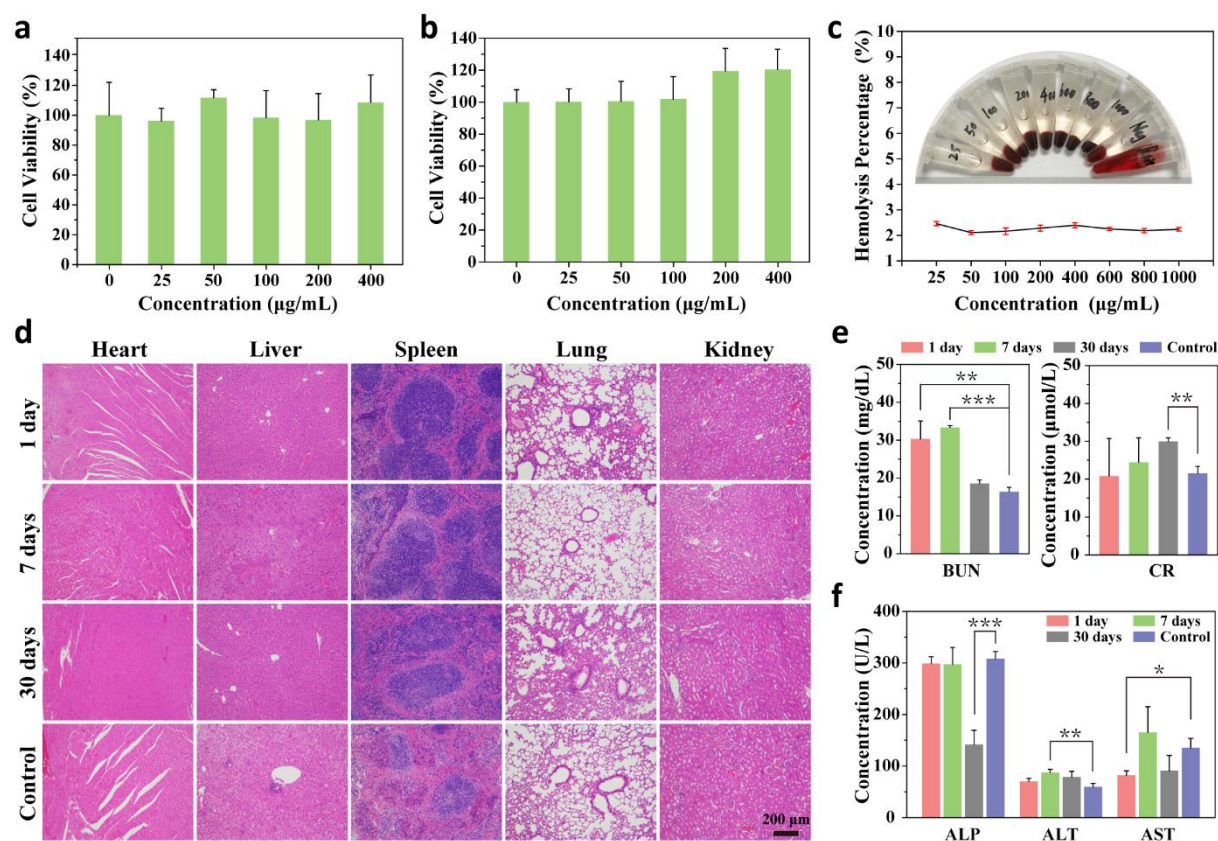 a
Cell Viability (%)
140
120
100
80
60
40
20
0
0 25 50 100 200 400
Concentration (μg/mL)
b
Cell Viability (%)
140
120
100
80
60
40
20
0
0 25 50 100 200 400
Concentration (μg/mL)
c
Hemolysis Percentage (%)
10
9
8
7
6
5
4
3
2
1
25 50 100 200 400 600 800 1000 Neg
25 50 100 200 400 600 800 1000
Concentration (μg/mL)
d
Heart Liver Spleen Lung Kidney
1 day
7 days
30 days
Control
200 μm
e
1 day 7 days 30 days Control
Concentration (mg/dL)
50
40
30
20
10
0
**
***
BUN
Concentration (μmol/L)
50
40
30
20
10
0
**
CR
f
Concentration (U/L)
400
300
200
100
0
1 day 7 days
30 days Control
***
**
*
ALP ALT AST